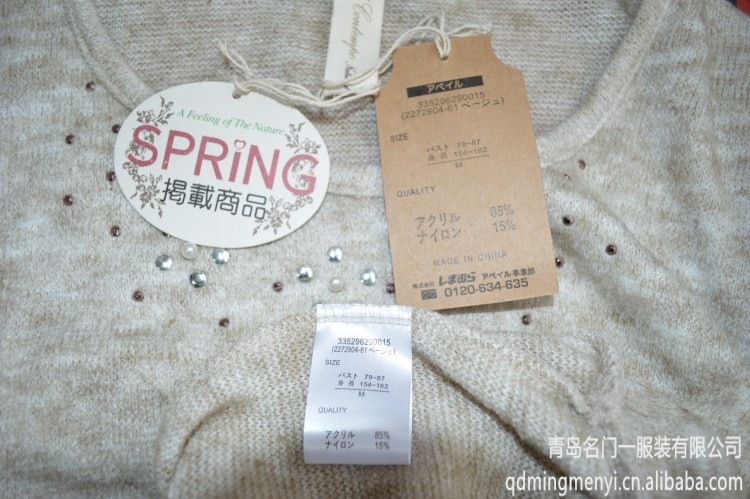 A Feeling of The Nature
SPRiNG
掲載商品
アベイル
335296290015
(2272904-61 ベージュ)
SIZE
バスト 79-87
身長 154-162
M
QUALITY
アクリル 85%
ナイロン 15%
MADE IN CHINA
株式会社 しまむら アベイル事業部
0120-634-635
335296290015
(2272904-61 ベージュ)
SIZE
バスト 79-87
身長 154-162
M
QUALITY
アクリル 85%
ナイロン 15%
青岛名门一服装有限公司
qdmingmenyi.cn.alibaba.com